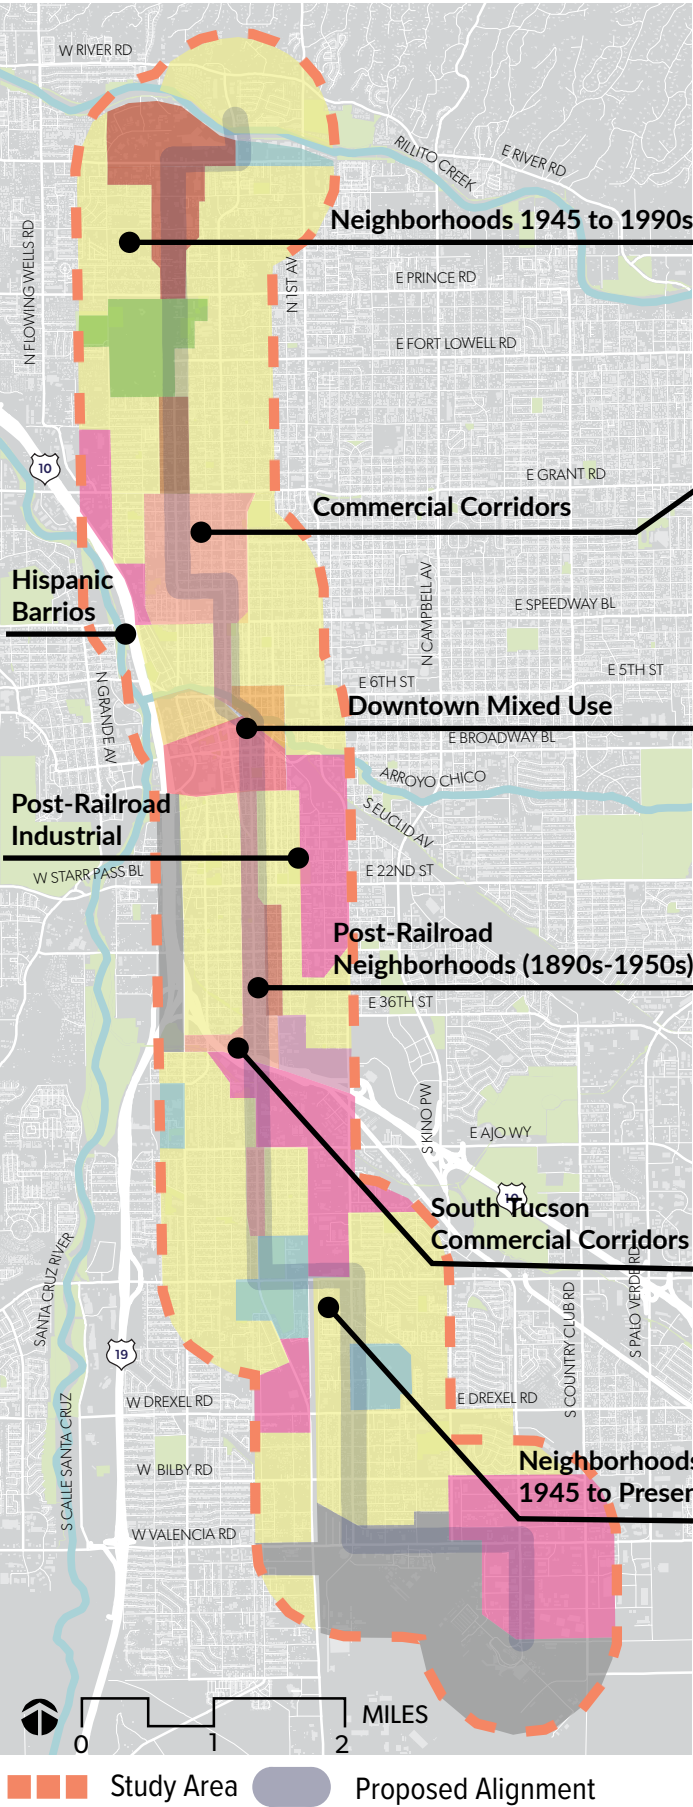 W RIVER RD
RILLITO CREEK
E RIVER RD
Neighborhoods 1945 to 1990s
N FLOWING WELLS RD
N 1ST AV
E PRINCE RD
E FORT LOWELL RD
10
E GRANT RD
Commercial Corridors
Hispanic
Barrios
N CAMPBELL AV
E SPEEDWAY BL
E 5TH ST
E 6TH ST
N GRANDE AV
Downtown Mixed Use
E BROADWAY BL
ARROYO CHICO
Post-Railroad
Industrial
S EUCLID AV
W STARR PASS BL
E 22ND ST
Post-Railroad
Neighborhoods (1890s-1950s)
E 36TH ST
S KINO PW
E AJO WY
10
South Tucson
Commercial Corridors
SANTA CRUZ RIVER
S PALO VERDE RD
S COUNTRY CLUB RD
19
W DREXEL RD
E DREXEL RD
S CALLE SANTA CRUZ
W BILBY RD
Neighborhoods
1945 to Presen
W VALENCIA RD
MILES
0
1
2
Study Area
Proposed Alignment